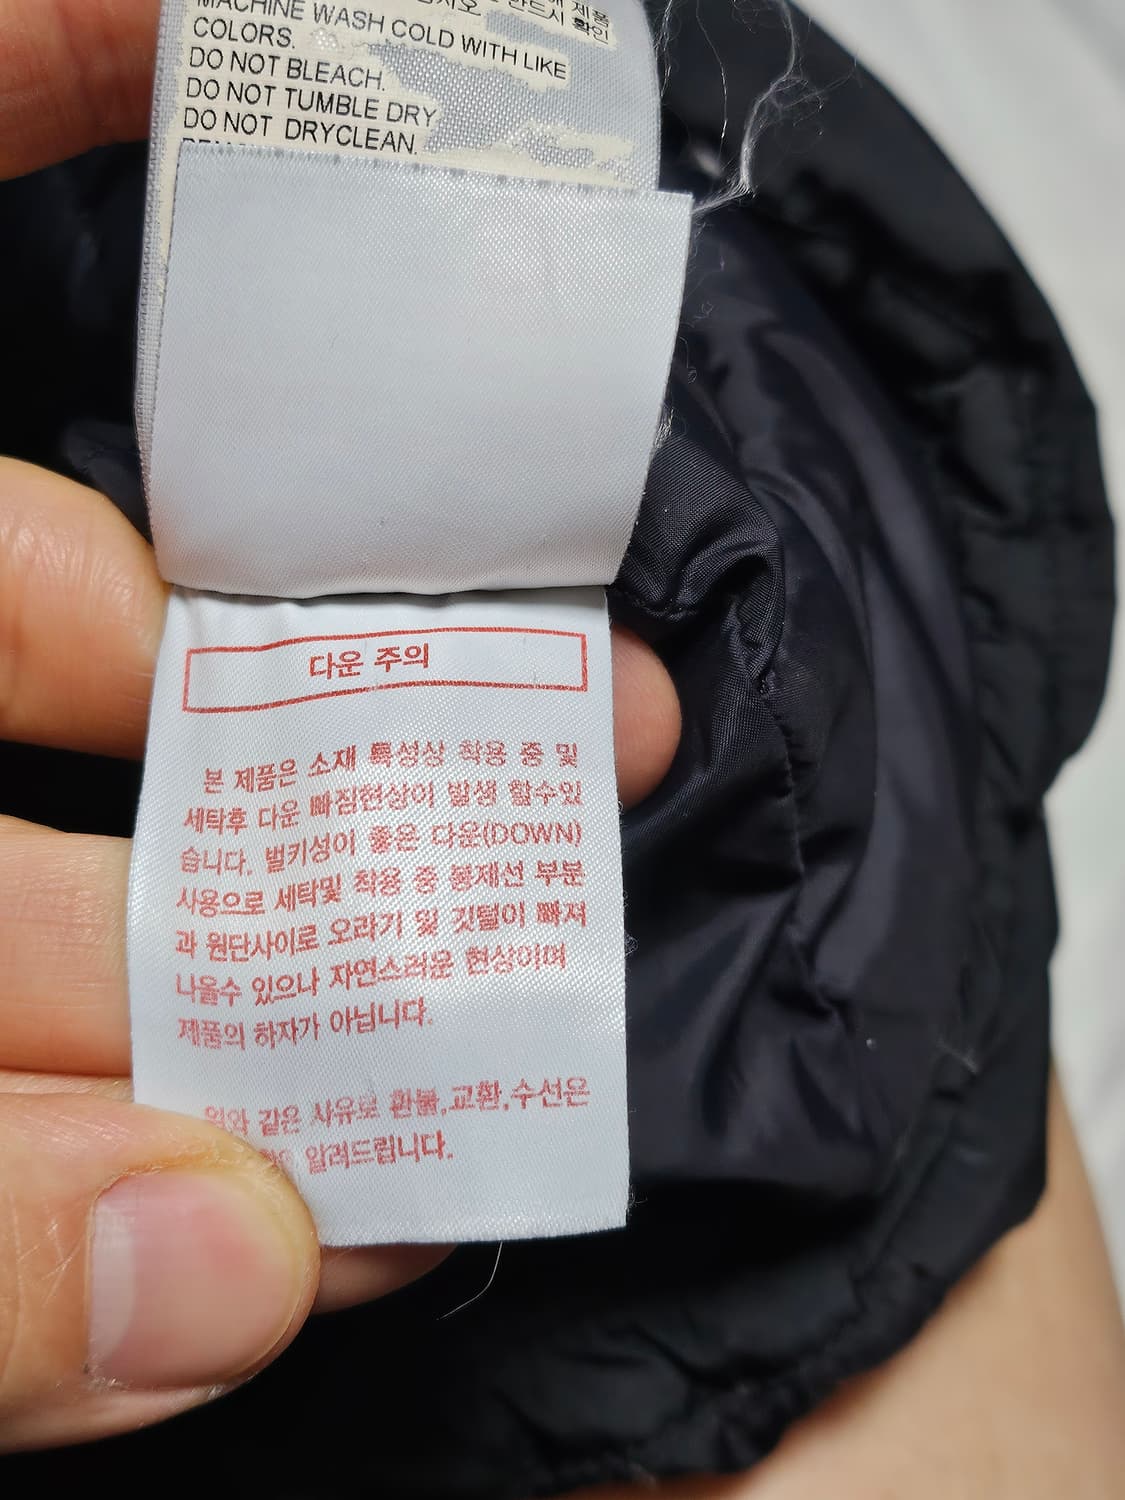 제품
반드시 확인
MACHINE WASH COLD WITH LIKE
COLORS.
DO NOT BLEACH.
DO NOT TUMBLE DRY
DO NOT DRYCLEAN.
다운 주의
본 제품은 소재 특성상 착용 중 및
세탁후 다운 빠짐현상이 발생 할수있
습니다. 벌키성이 좋은 다운(DOWN)
사용으로 세탁및 착용 중 봉제선 부분
과 원단사이로 오라기 및 깃털이 빠져
나올수 있으나 자연스러운 현상이며
제품의 하자가 아닙니다.
위와 같은 사유로 환불,교환,수선은
알려드립니다.